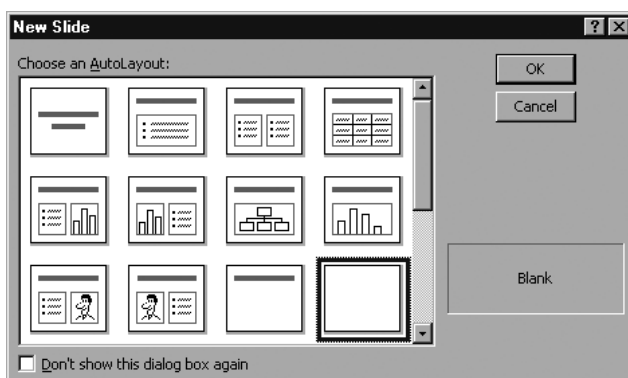 New Slide
Choose an AutoLayout:
OK
Cancel
Blank
Don't show this dialog box again